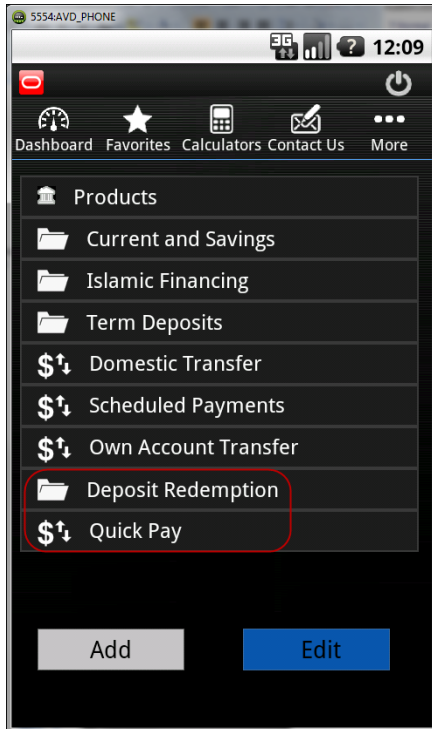 5554:AVD_PHONE
3G 12:09
Dashboard Favorites Calculators Contact Us More
Products
Current and Savings
Islamic Financing
Term Deposits
$ Domestic Transfer
$ Scheduled Payments
$ Own Account Transfer
Deposit Redemption
$ Quick Pay
Add Edit